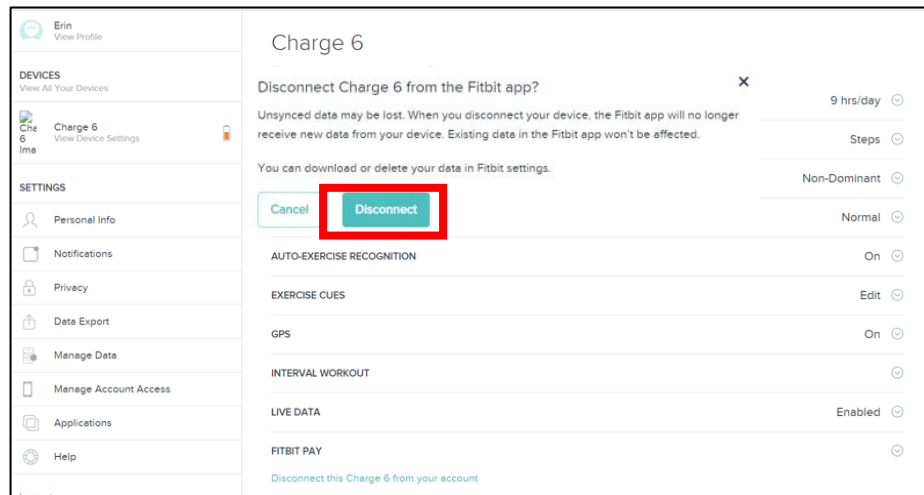 Erin
View Profile
DEVICES
View All Your Devices
Cha
6
Ima
Charge 6
View Device Settings
SETTINGS
Personal Info
Notifications
Privacy
Data Export
Manage Data
Manage Account Access
Applications
Help
Charge 6
Disconnect Charge 6 from the Fitbit app?
Unsynced data may be lost. When you disconnect your device, the Fitbit app will no longer
receive new data from your device. Existing data in the Fitbit app won't be affected.
You can download or delete your data in Fitbit settings.
Cancel Disconnect
9 hrs/day
Steps
Non-Dominant
Normal
AUTO-EXERCISE RECOGNITION On
EXERCISE CUES Edit
GPS On
INTERVAL WORKOUT
LIVE DATA Enabled
FITBIT PAY
Disconnect this Charge 6 from your account